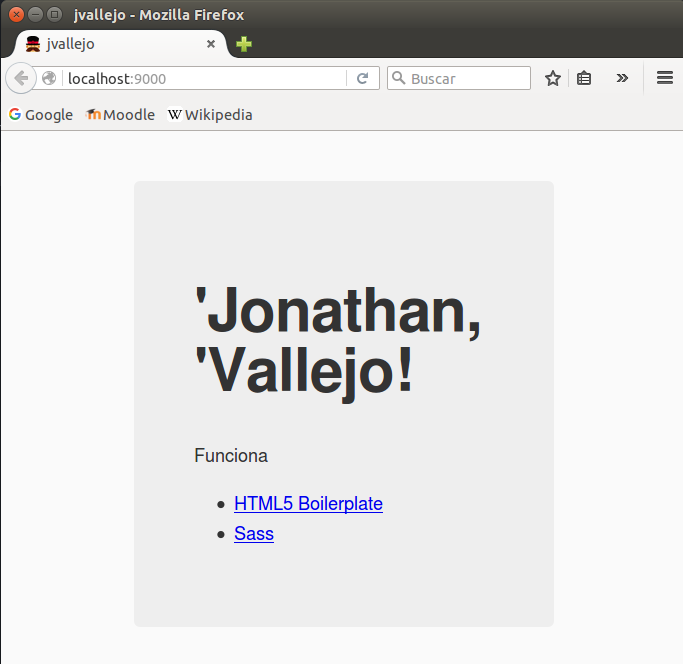 jvallejo - Mozilla Firefox
jvallejo
localhost:9000
Buscar
Google Moodle W Wikipedia
'Jonathan,
'Vallejo!
Funciona
HTML5 Boilerplate
Sass